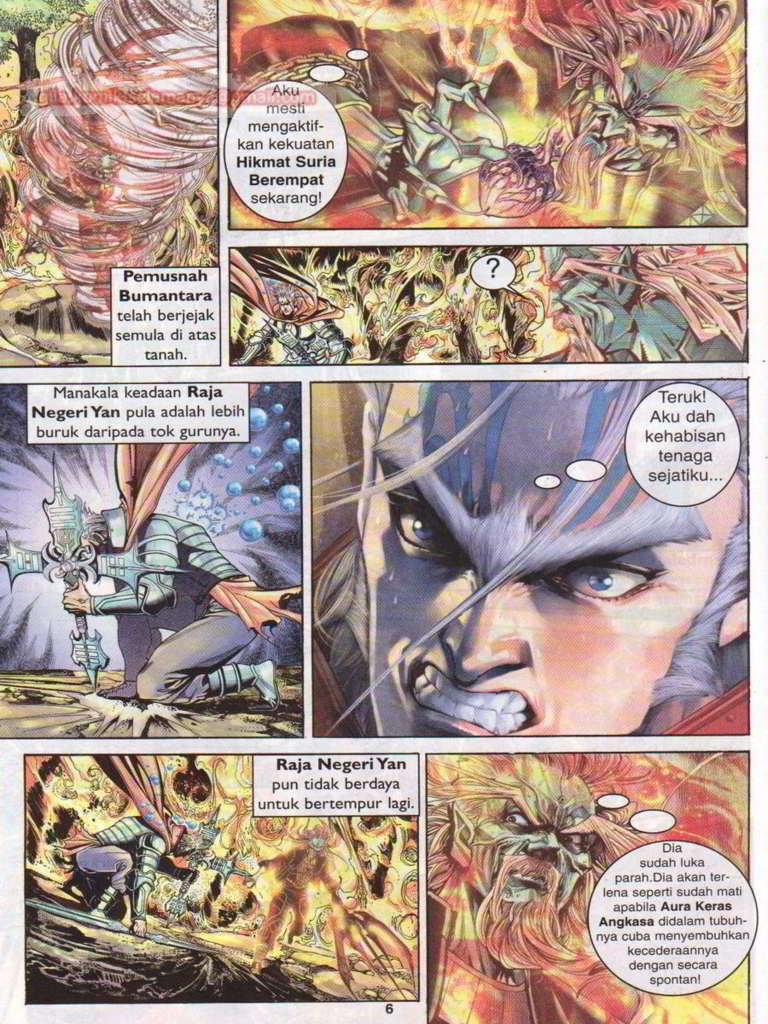 Aku
mesti
mengaktif-
kan kekuatan
Hikmat Suria
Berempat
sekarang!
Pemusnah
Bumantara
telah berjejak
semula di atas
tanah.
?
Manakala keadaan Raja
Negeri Yan pula adalah lebih
buruk daripada tok gurunya.
Teruk!
Aku dah
kehabisan
tenaga
sejatiku...
Raja Negeri Yan
pun tidak berdaya
untuk bertempur lagi.
Dia
sudah luka
parah.Dia akan ter-
lena seperti sudah mati
apabila Aura Keras
Angkasa didalam tubuh-
nya cuba menyembuhkan
kecederaannya
dengan secara
spontan!
6